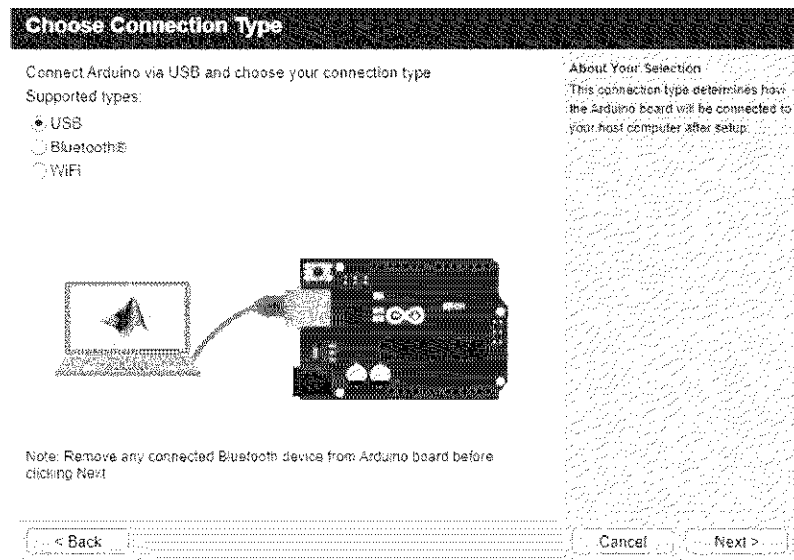 Choose Connection Type
Connect Arduino via USB and choose your connection type
Supported types:
USB
Bluetooth®
WiFi
Note: Remove any connected Bluetooth device from Arduino board before
clicking Next
About Your Selection
This connection type determines how
the Arduino board will be connected to
your host computer after setup.
< Back
Cancel
Next >